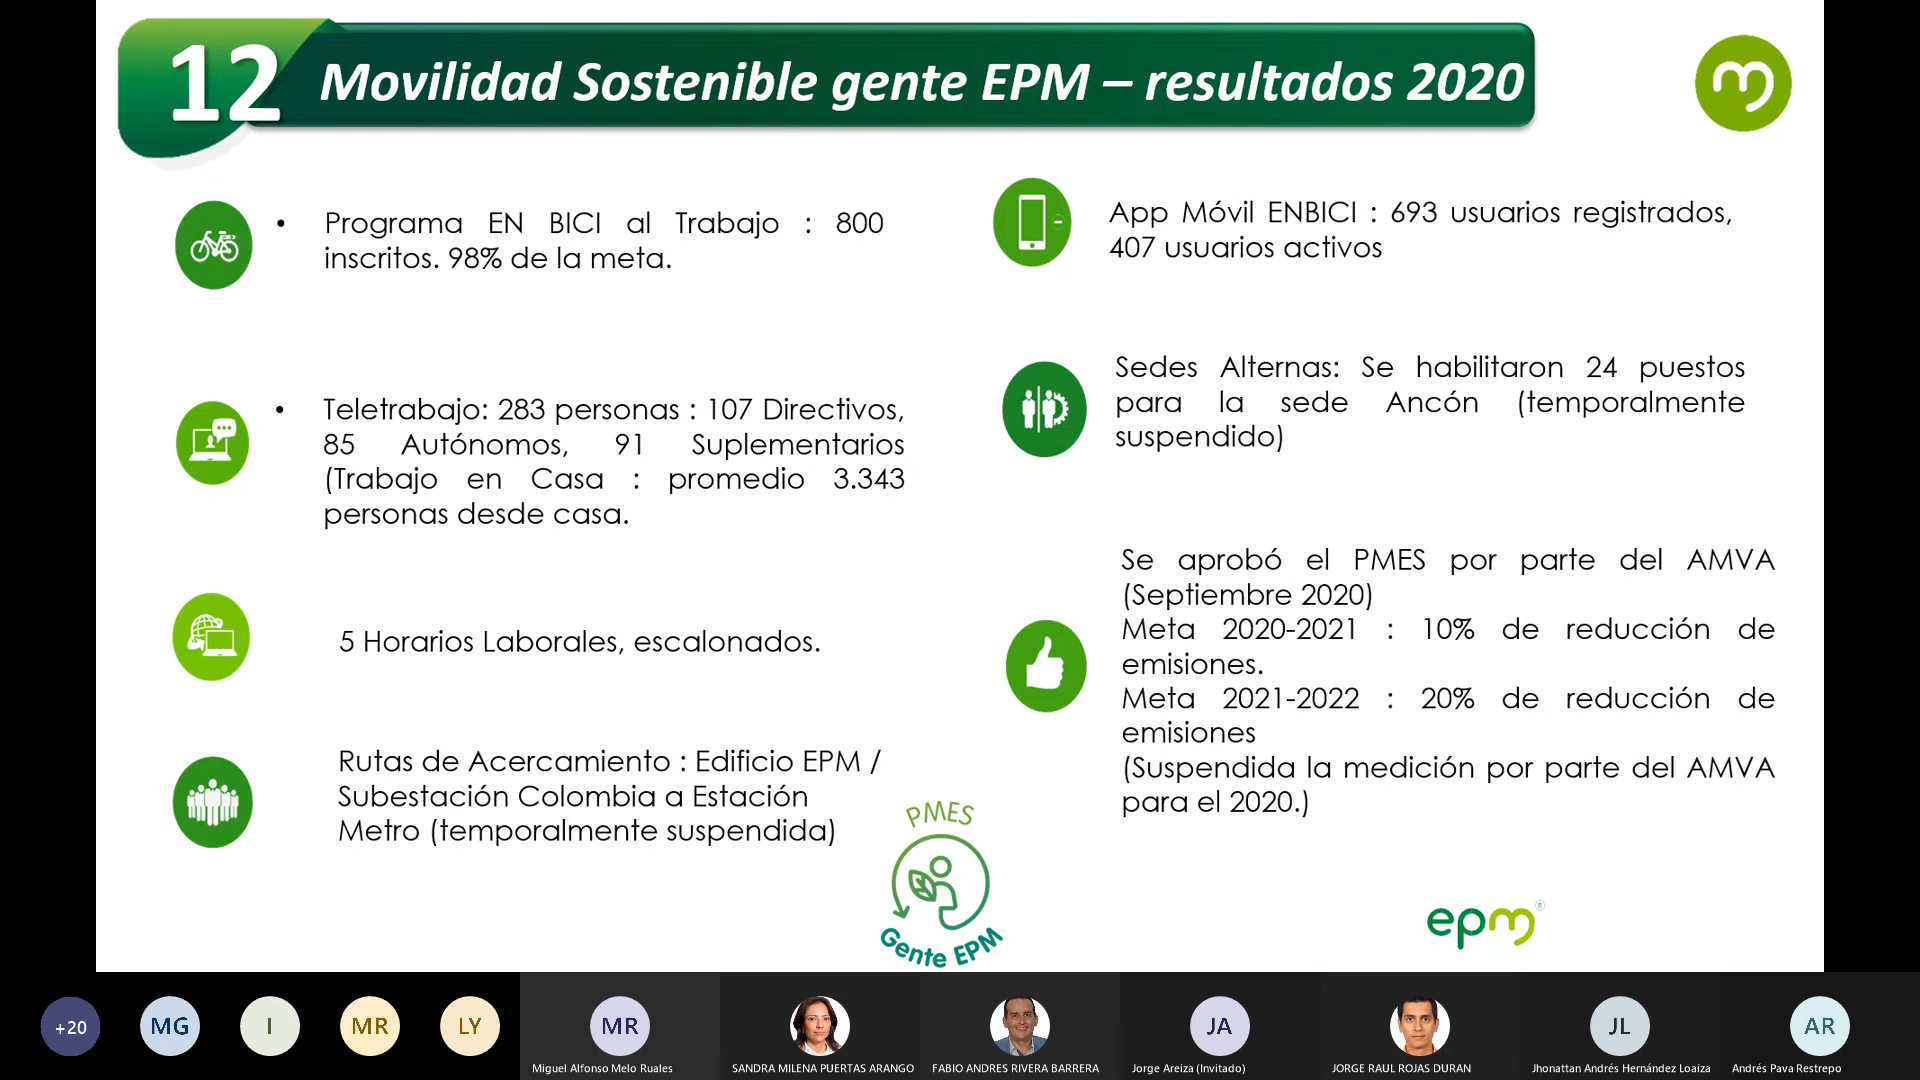 12
Movilidad Sostenible gente EPM – resultados 2020
• Programa EN BICI al Trabajo : 800
inscritos. 98% de la meta.
• Teletrabajo: 283 personas : 107 Directivos,
85 Autónomos, 91 Suplementarios
(Trabajo en Casa : promedio 3.343
personas desde casa.
5 Horarios Laborales, escalonados.
Rutas de Acercamiento : Edificio EPM /
Subestación Colombia a Estación
Metro (temporalmente suspendida)
App Móvil ENBICI : 693 usuarios registrados,
407 usuarios activos
Sedes Alternas: Se habilitaron 24 puestos
para la sede Ancón (temporalmente
suspendido)
Se aprobó el PMES por parte del AMVA
(Septiembre 2020)
Meta 2020-2021 : 10% de reducción de
emisiones.
Meta 2021-2022 : 20% de reducción de
emisiones
(Suspendida la medición por parte del AMVA
para el 2020.)
PMES
Gente EPM
epm®
+20
MG
I
MR
LY
MR
JA
JL
AR
Miguel Alfonso Melo Ruales
SANDRA MILENA PUERTAS ARANGO
FABIO ANDRES RIVERA BARRERA
Jorge Areiza (Invitado)
JORGE RAUL ROJAS DURAN
Jhonattan Andrés Hernández Loaiza
Andrés Pava Restrepo